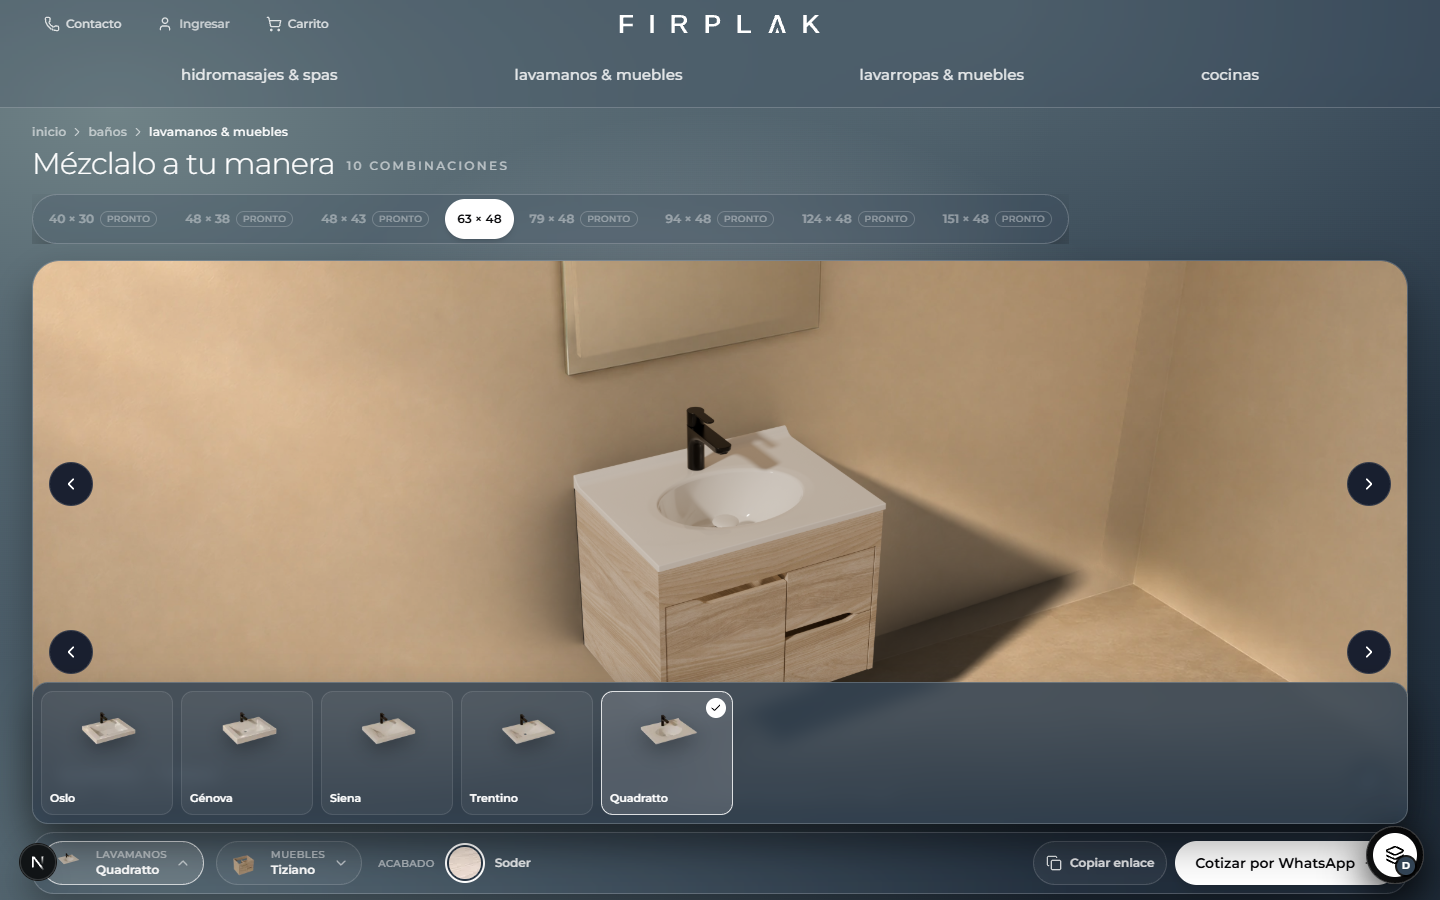 Contacto
Ingresar
Carrito
FIRPLAK
hidromasajes & spas
lavamanos & muebles
lavarropas & muebles
cocinas
inicio > baños > lavamanos & muebles
Mézclalo a tu manera 10 COMBINACIONES
40 × 30 PRONTO
48 × 38 PRONTO
48 × 43 PRONTO
63 × 48
79 × 48 PRONTO
94 × 48 PRONTO
124 × 48 PRONTO
151 × 48 PRONTO
Oslo
Génova
Siena
Trentino
Quadratto
N
LAVAMANOS
Quadratto
MUEBLES
Tiziano
ACABADO
Soder
Copiar enlace
Cotizar por WhatsApp
D